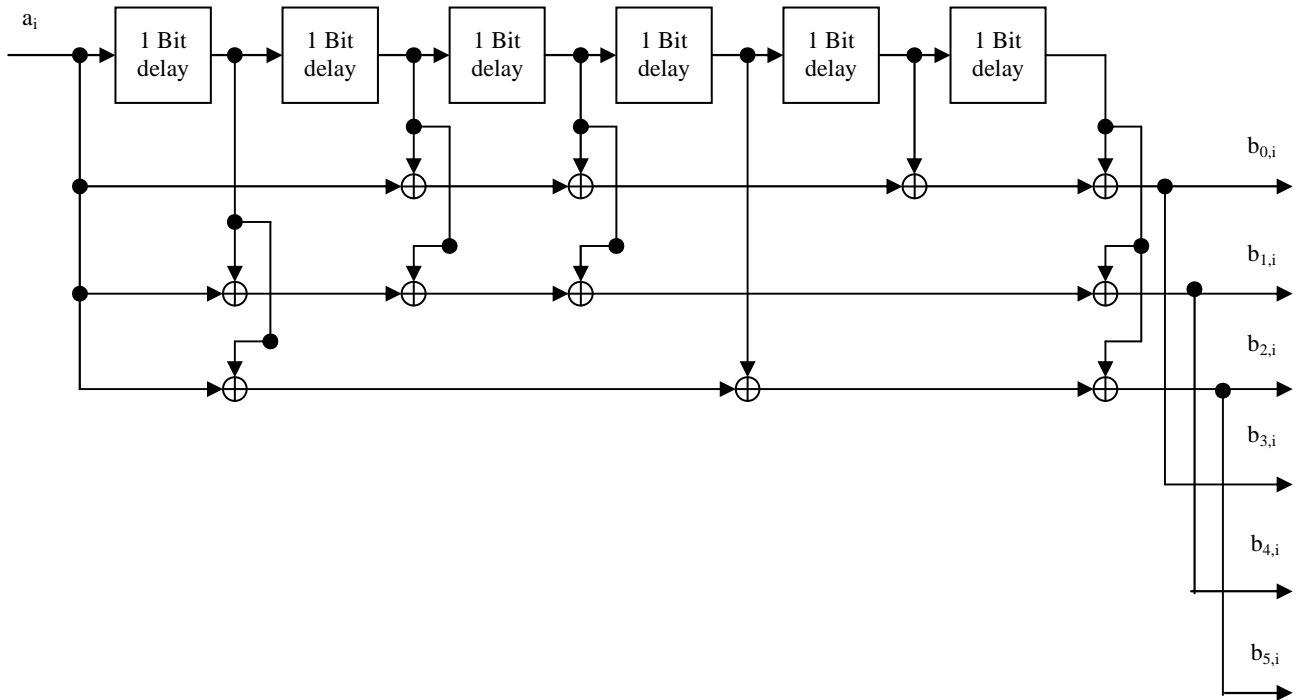 a_i
1 Bit
delay
1 Bit
delay
1 Bit
delay
1 Bit
delay
1 Bit
delay
1 Bit
delay
b_0,i
b_1,i
b_2,i
b_3,i
b_4,i
b_5,i